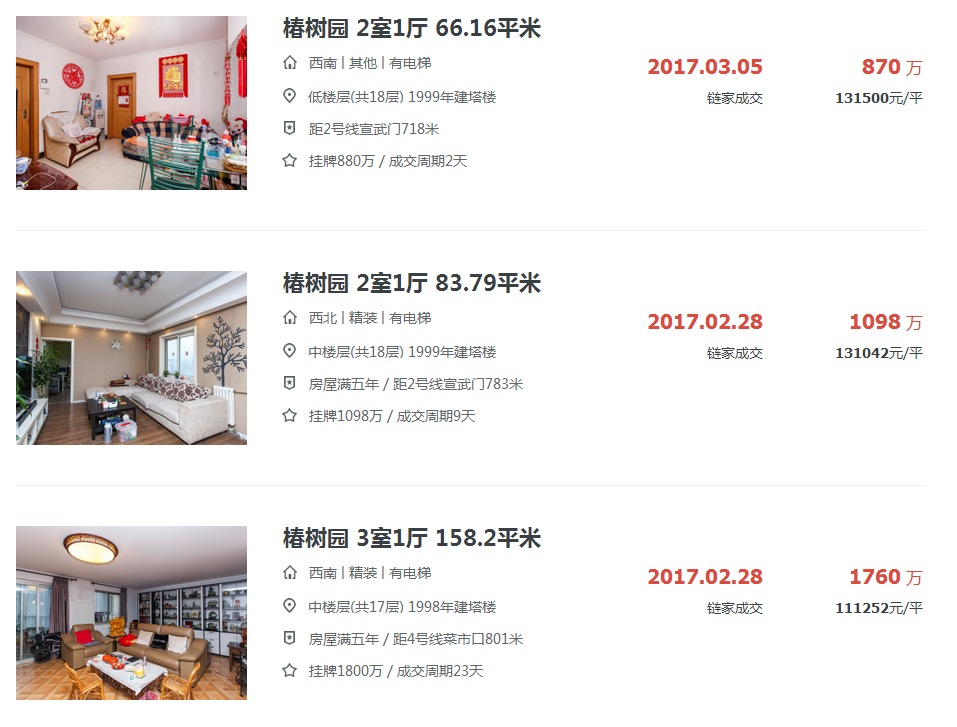 椿树园 2室1厅 66.16平米
西南 | 其他 | 有电梯
2017.03.05 870 万
低楼层(共18层) 1999年建塔楼
链家成交 131500元/平
距2号线宣武门718米
挂牌880万 / 成交周期2天
椿树园 2室1厅 83.79平米
西北 | 精装 | 有电梯
2017.02.28 1098 万
中楼层(共18层) 1999年建塔楼
链家成交 131042元/平
房屋满五年 / 距2号线宣武门783米
挂牌1098万 / 成交周期9天
椿树园 3室1厅 158.2平米
西南 | 精装 | 有电梯
2017.02.28 1760 万
中楼层(共17层) 1998年建塔楼
链家成交 111252元/平
房屋满五年 / 距4号线菜市口801米
挂牌1800万 / 成交周期23天